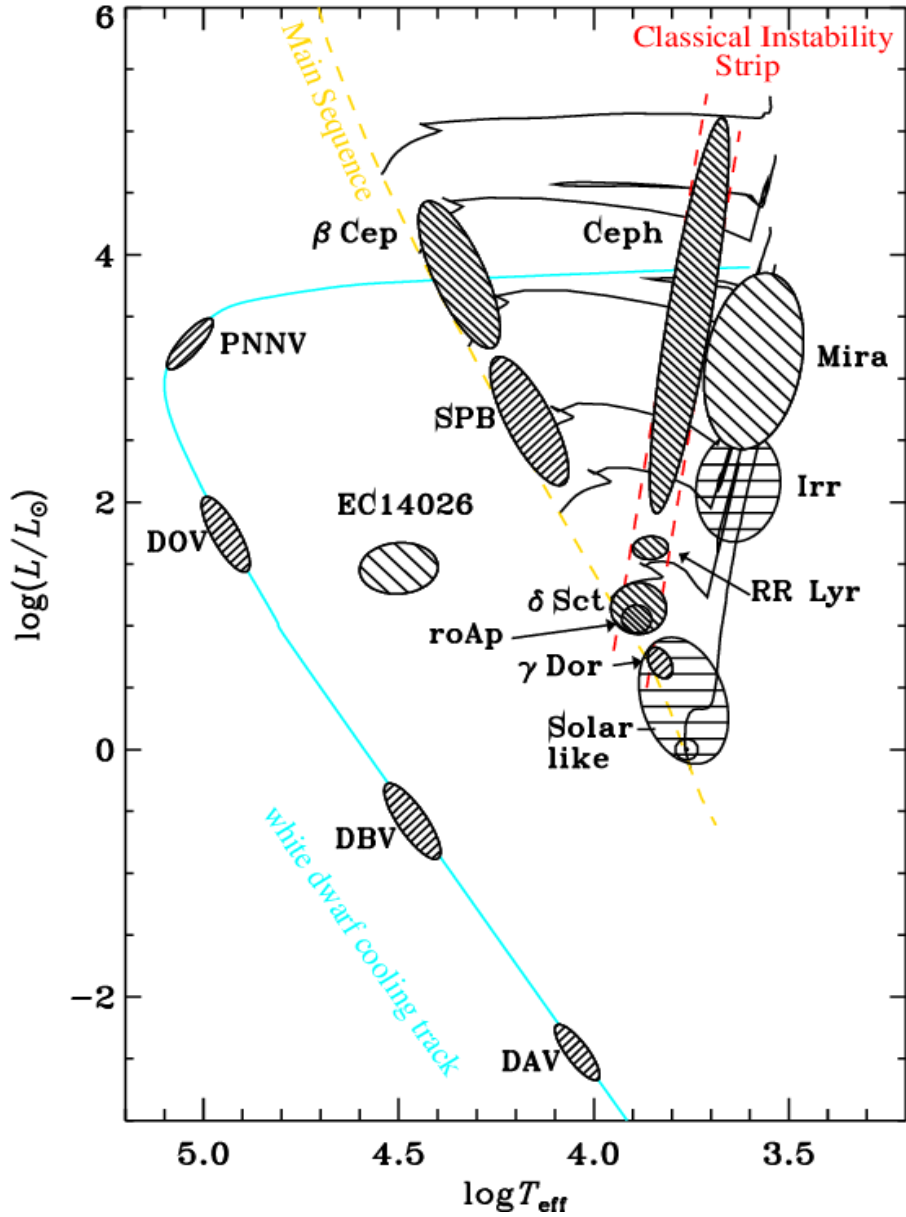 6
Classical Instability
Strip
Main Sequence
β Cep
Ceph
4
PNNV
Mira
SPB
Irr
EC14026
2
DOV
RR Lyr
δ Sct
roAp
γ Dor
Solar
like
0
DBV
white dwarf cooling track
−2
DAV
log(L/L⊙)
5.0 4.5 4.0 3.5
log Teff